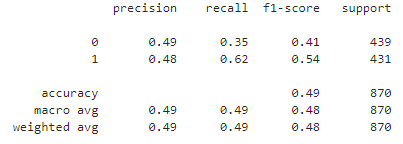 precision recall f1-score support
0 0.49 0.35 0.41 439
1 0.48 0.62 0.54 431
accuracy 0.49 870
macro avg 0.49 0.49 0.48 870
weighted avg 0.49 0.49 0.48 870